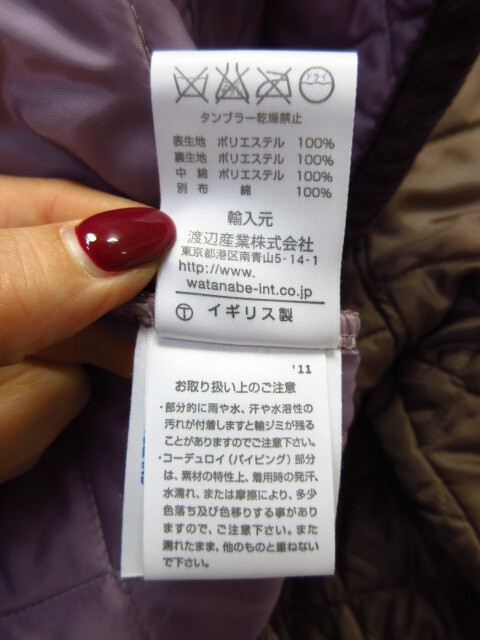 ドライ
タンブラー乾燥禁止
表生地 ポリエステル 100%
裏生地 ポリエステル 100%
中 綿 ポリエステル 100%
別 布 綿 100%
輸入元
渡辺産業株式会社
東京都港区南青山5-14-1
http://www.
watanabe-int.co.jp
Ⓣ イギリス製
'11
お取り扱い上のご注意
・部分的に雨や水、汗や水溶性の
汚れが付着しますと輪ジミが残る
ことがありますのでご注意下さい。
・コーデュロイ(パイピング)部分
は、素材の特性上、着用時の発汗、
水濡れ、または摩擦により、多少
色落ち及び色移りする事があり
ますので、ご注意下さい。また
濡れたまま、他のものと重ねない
で下さい。